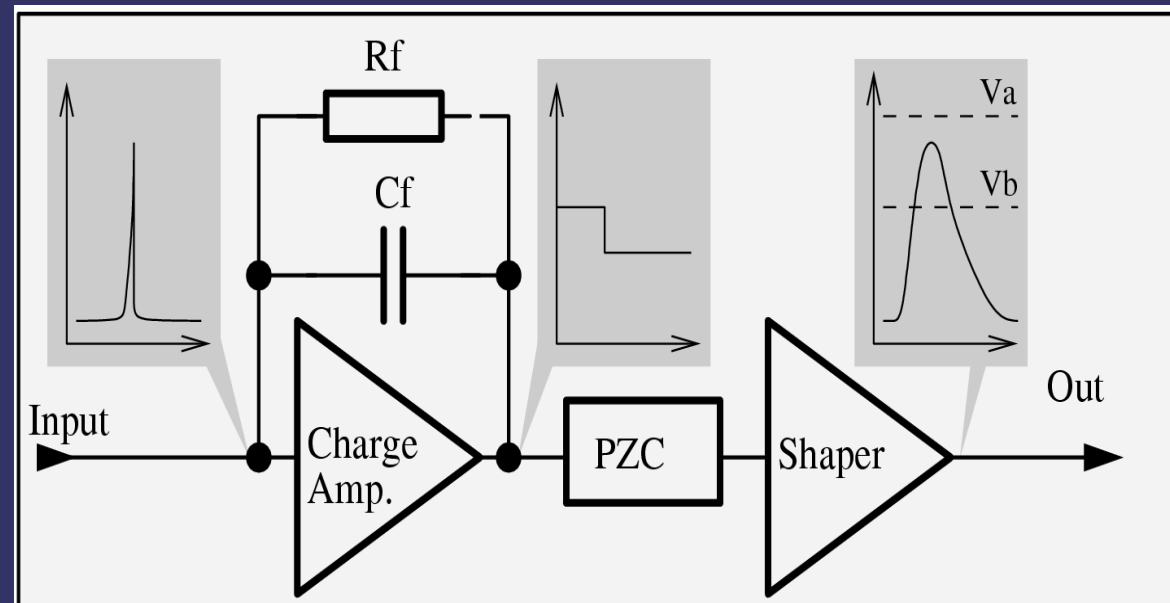 Rf
Va
Cf
Vb
Out
Input
Charge
Amp.
PZC
Shaper